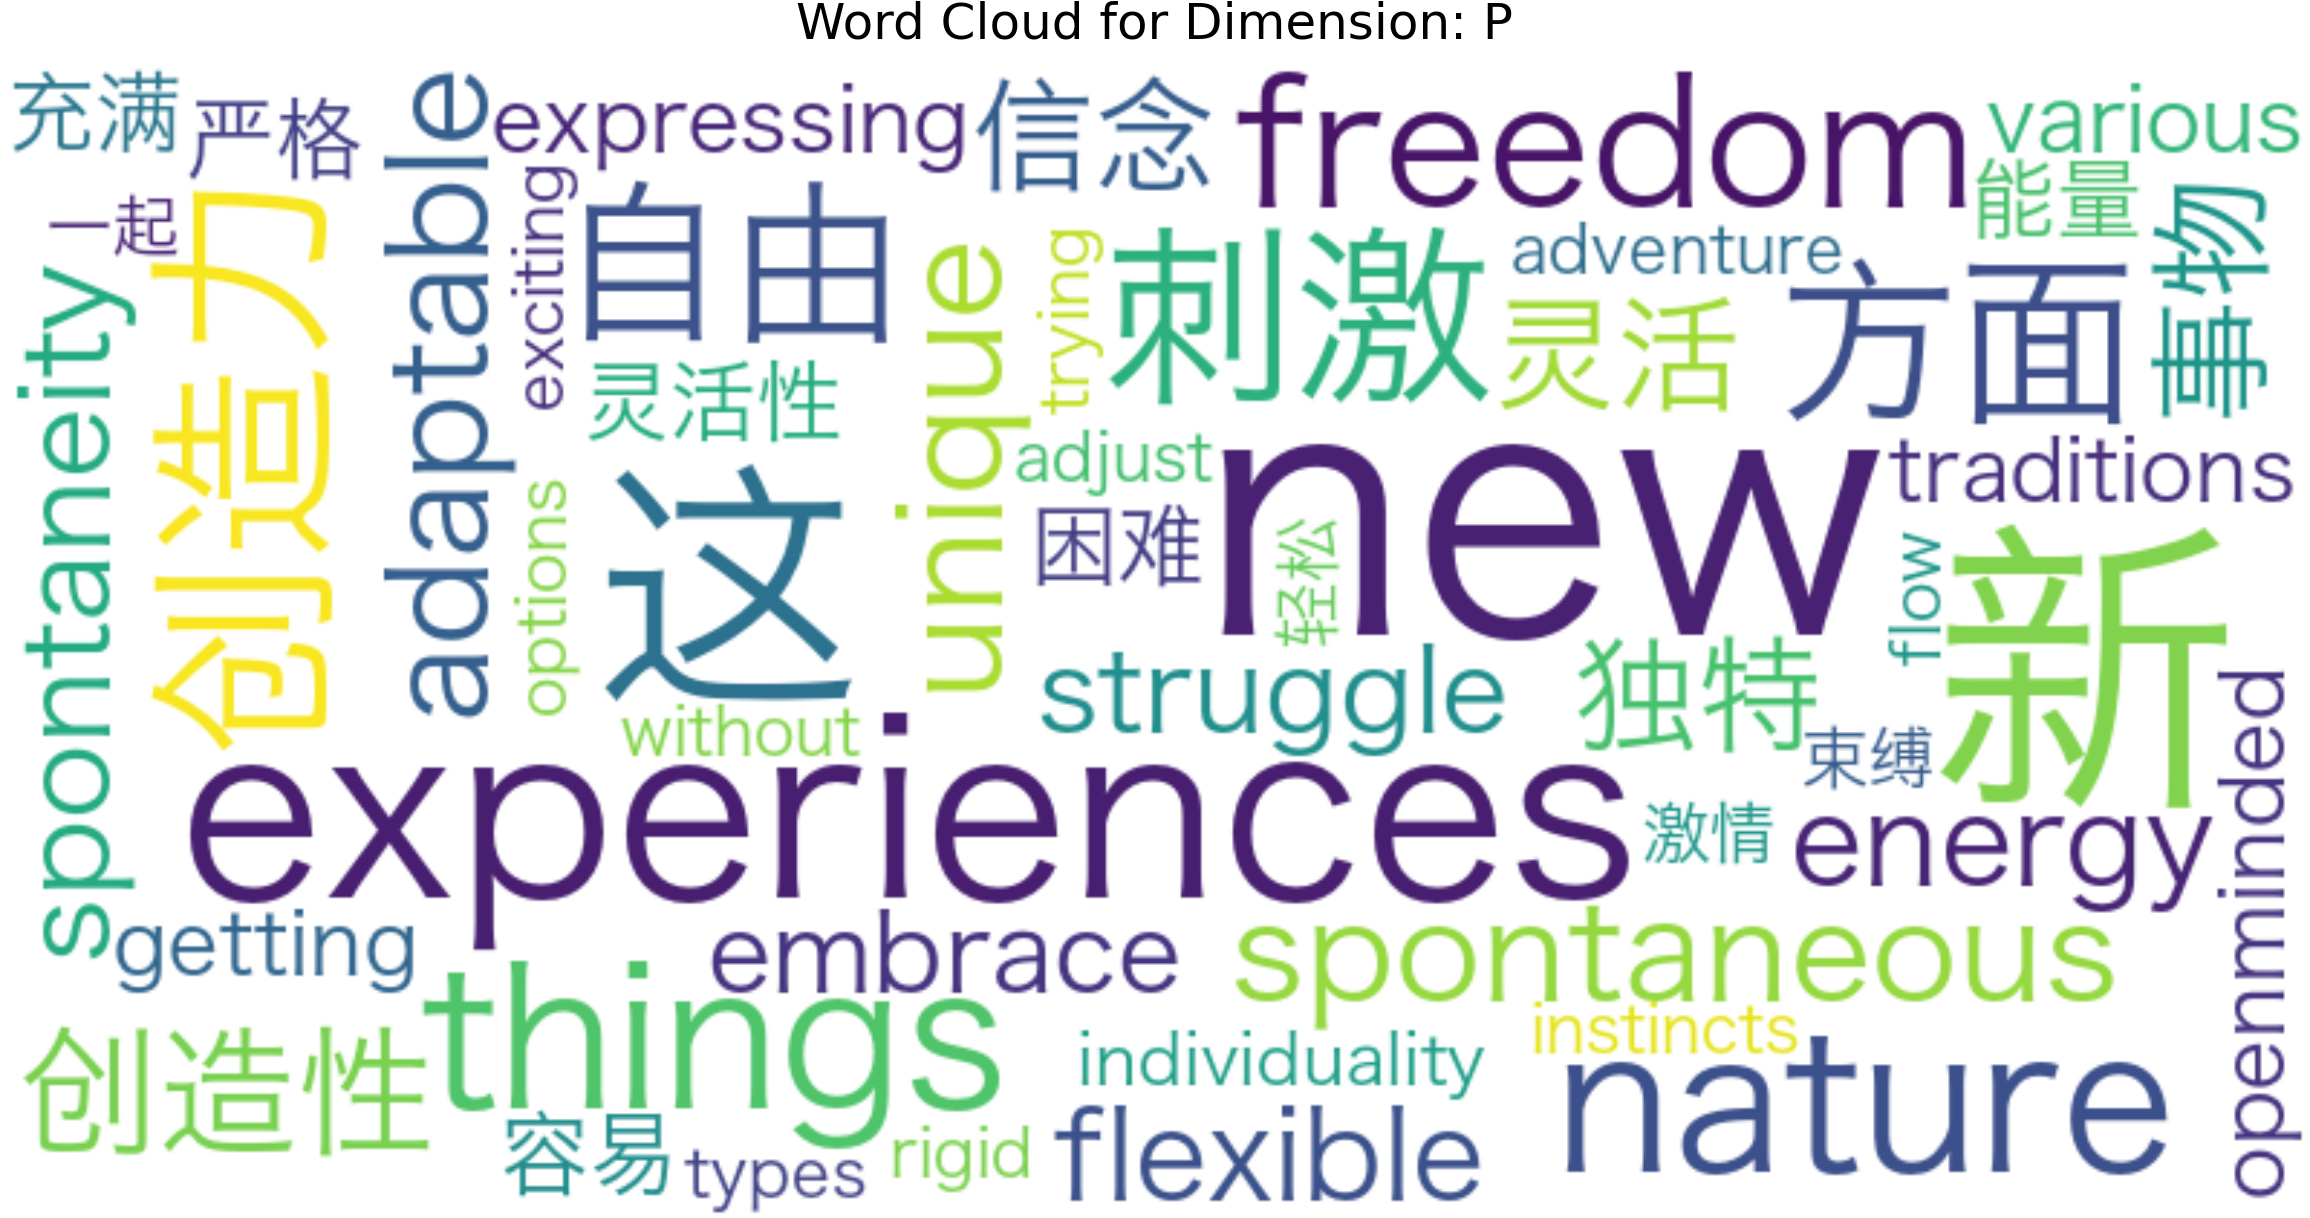 Word Cloud for Dimension: P
充满
严格
adaptable
expressing
信念
freedom
various
一起
创造力
exciting
自由
unique
trying
刺激
adventure
能量
事物
spontaneity
灵活性
灵活
方面
adjust
new
traditions
options
这
困难
轻松
flow
新
without
struggle
独特
束缚
openminded
experiences
激情
energy
getting
embrace
spontaneous
things
instincts
创造性
individuality
nature
容易
types
rigid
flexible